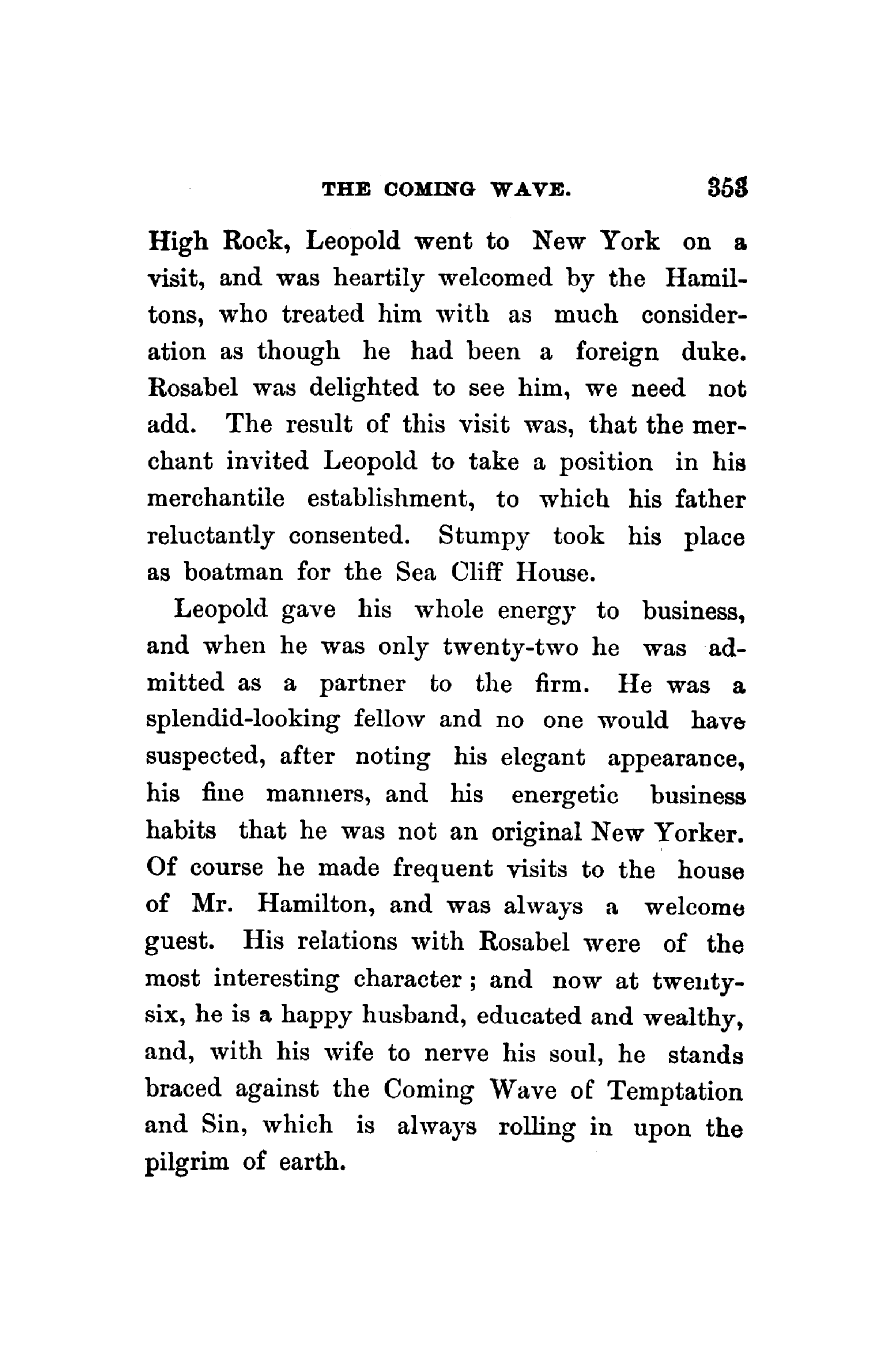 THE COMING WAVE. 353
High Rock, Leopold went to New York on a
visit, and was heartily welcomed by the Hamil-
tons, who treated him with as much consider-
ation as though he had been a foreign duke.
Rosabel was delighted to see him, we need not
add. The result of this visit was, that the mer-
chant invited Leopold to take a position in his
merchantile establishment, to which his father
reluctantly consented. Stumpy took his place
as boatman for the Sea Cliff House.
Leopold gave his whole energy to business,
and when he was only twenty-two he was ad-
mitted as a partner to the firm. He was a
splendid-looking fellow and no one would have
suspected, after noting his elegant appearance,
his fine manners, and his energetic business
habits that he was not an original New Yorker.
Of course he made frequent visits to the house
of Mr. Hamilton, and was always a welcome
guest. His relations with Rosabel were of the
most interesting character ; and now at twenty-
six, he is a happy husband, educated and wealthy,
and, with his wife to nerve his soul, he stands
braced against the Coming Wave of Temptation
and Sin, which is always rolling in upon the
pilgrim of earth.